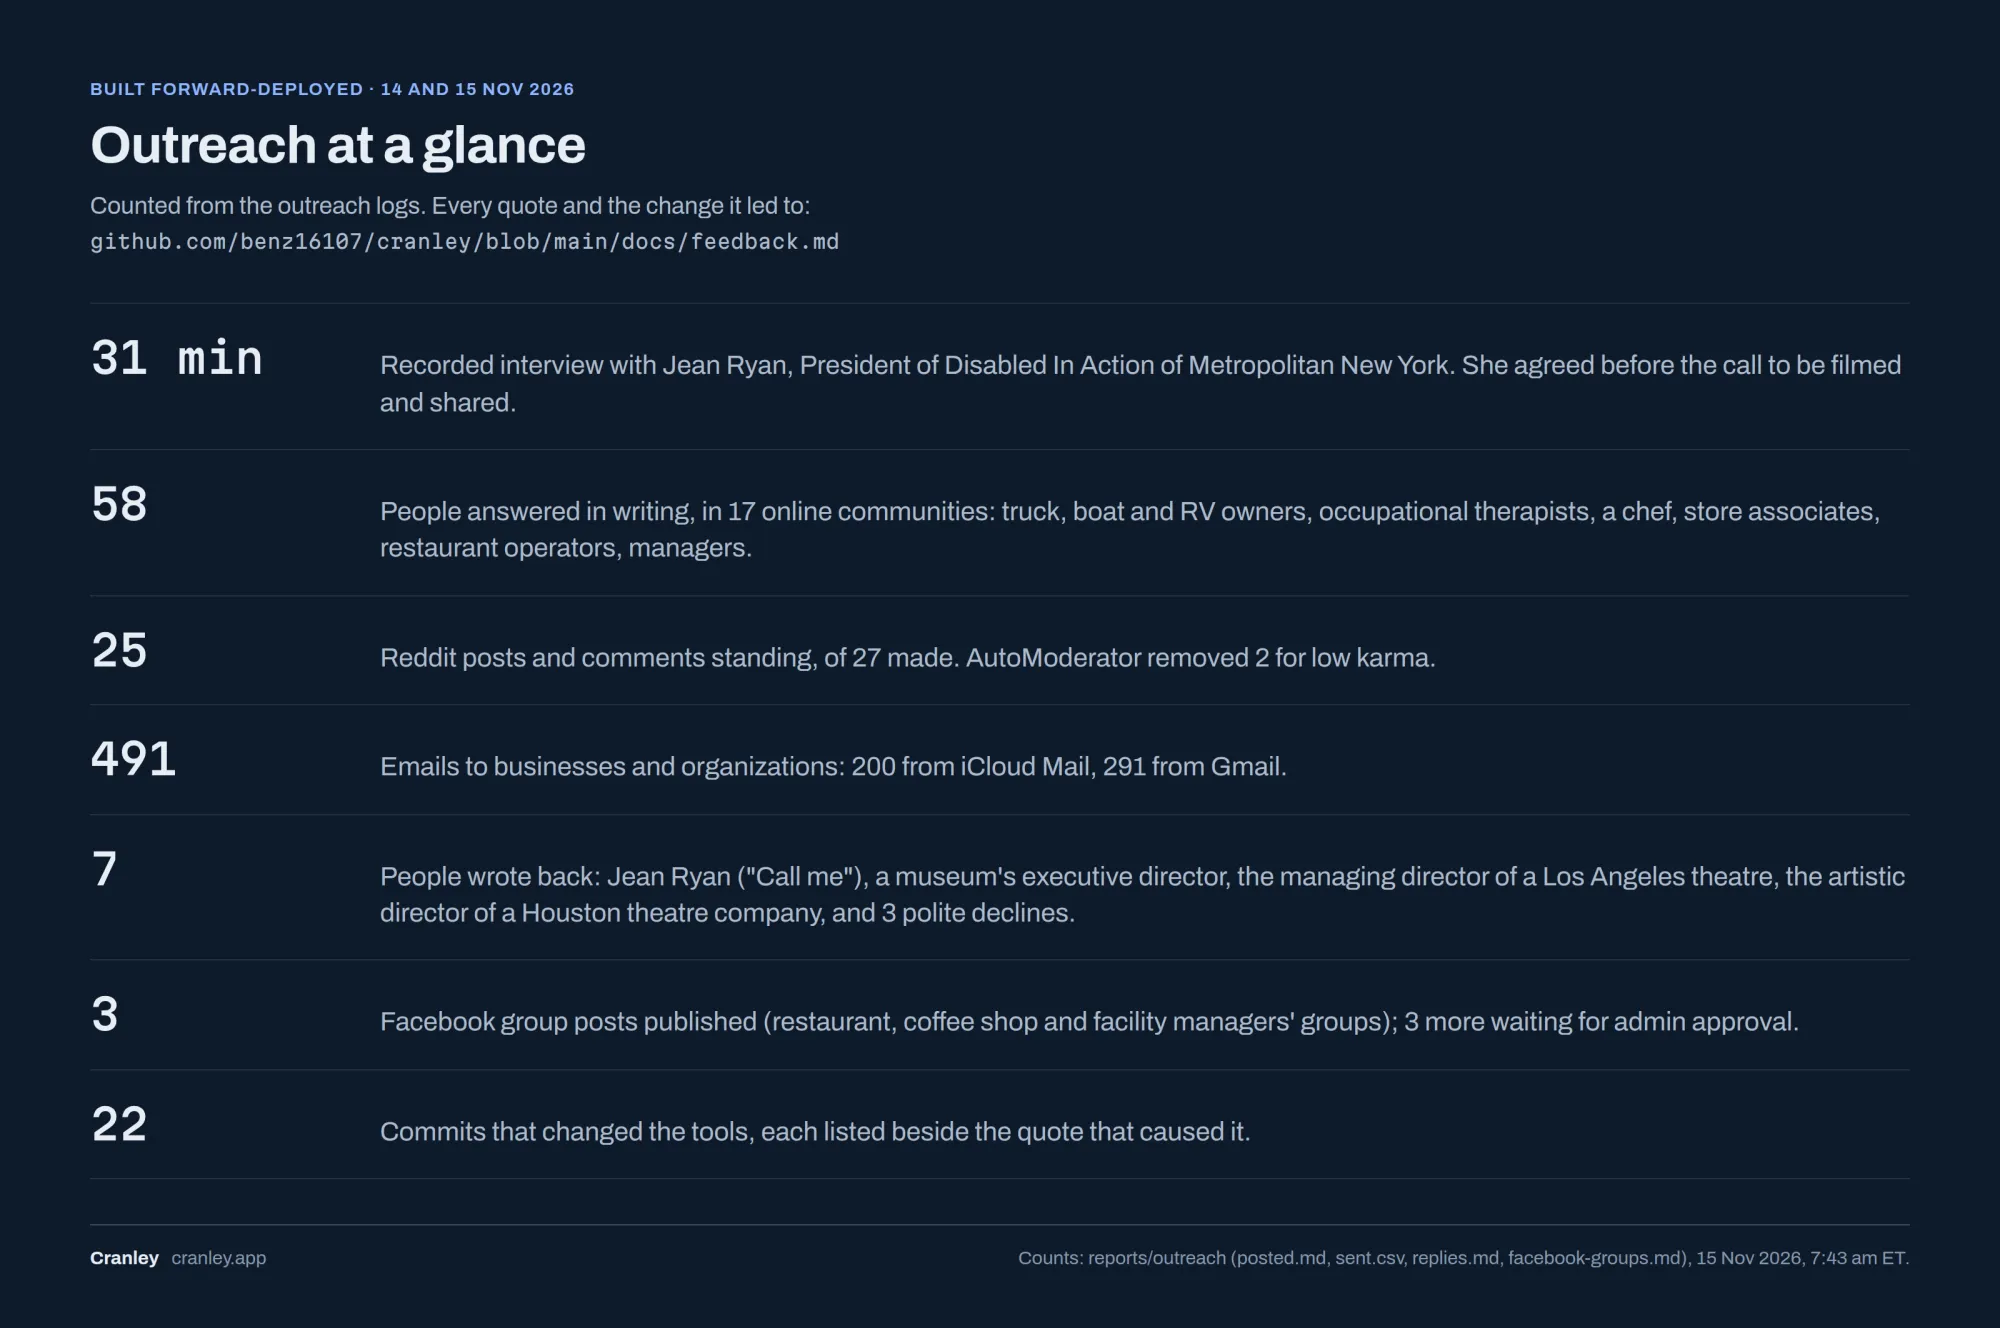 BUILT FORWARD-DEPLOYED · 14 AND 15 NOV 2026
Outreach at a glance
Counted from the outreach logs. Every quote and the change it led to:
github.com/benz16107/cranley/blob/main/docs/feedback.md
31 min
Recorded interview with Jean Ryan, President of Disabled In Action of Metropolitan New York. She agreed before the call to be filmed
and shared.
58
People answered in writing, in 17 online communities: truck, boat and RV owners, occupational therapists, a chef, store associates,
restaurant operators, managers.
25
Reddit posts and comments standing, of 27 made. AutoModerator removed 2 for low karma.
491
Emails to businesses and organizations: 200 from iCloud Mail, 291 from Gmail.
7
People wrote back: Jean Ryan ("Call me"), a museum's executive director, the managing director of a Los Angeles theatre, the artistic
director of a Houston theatre company, and 3 polite declines.
3
Facebook group posts published (restaurant, coffee shop and facility managers' groups); 3 more waiting for admin approval.
22
Commits that changed the tools, each listed beside the quote that caused it.
Cranley cranley.app
Counts: reports/outreach (posted.md, sent.csv, replies.md, facebook-groups.md), 15 Nov 2026, 7:43 am ET.